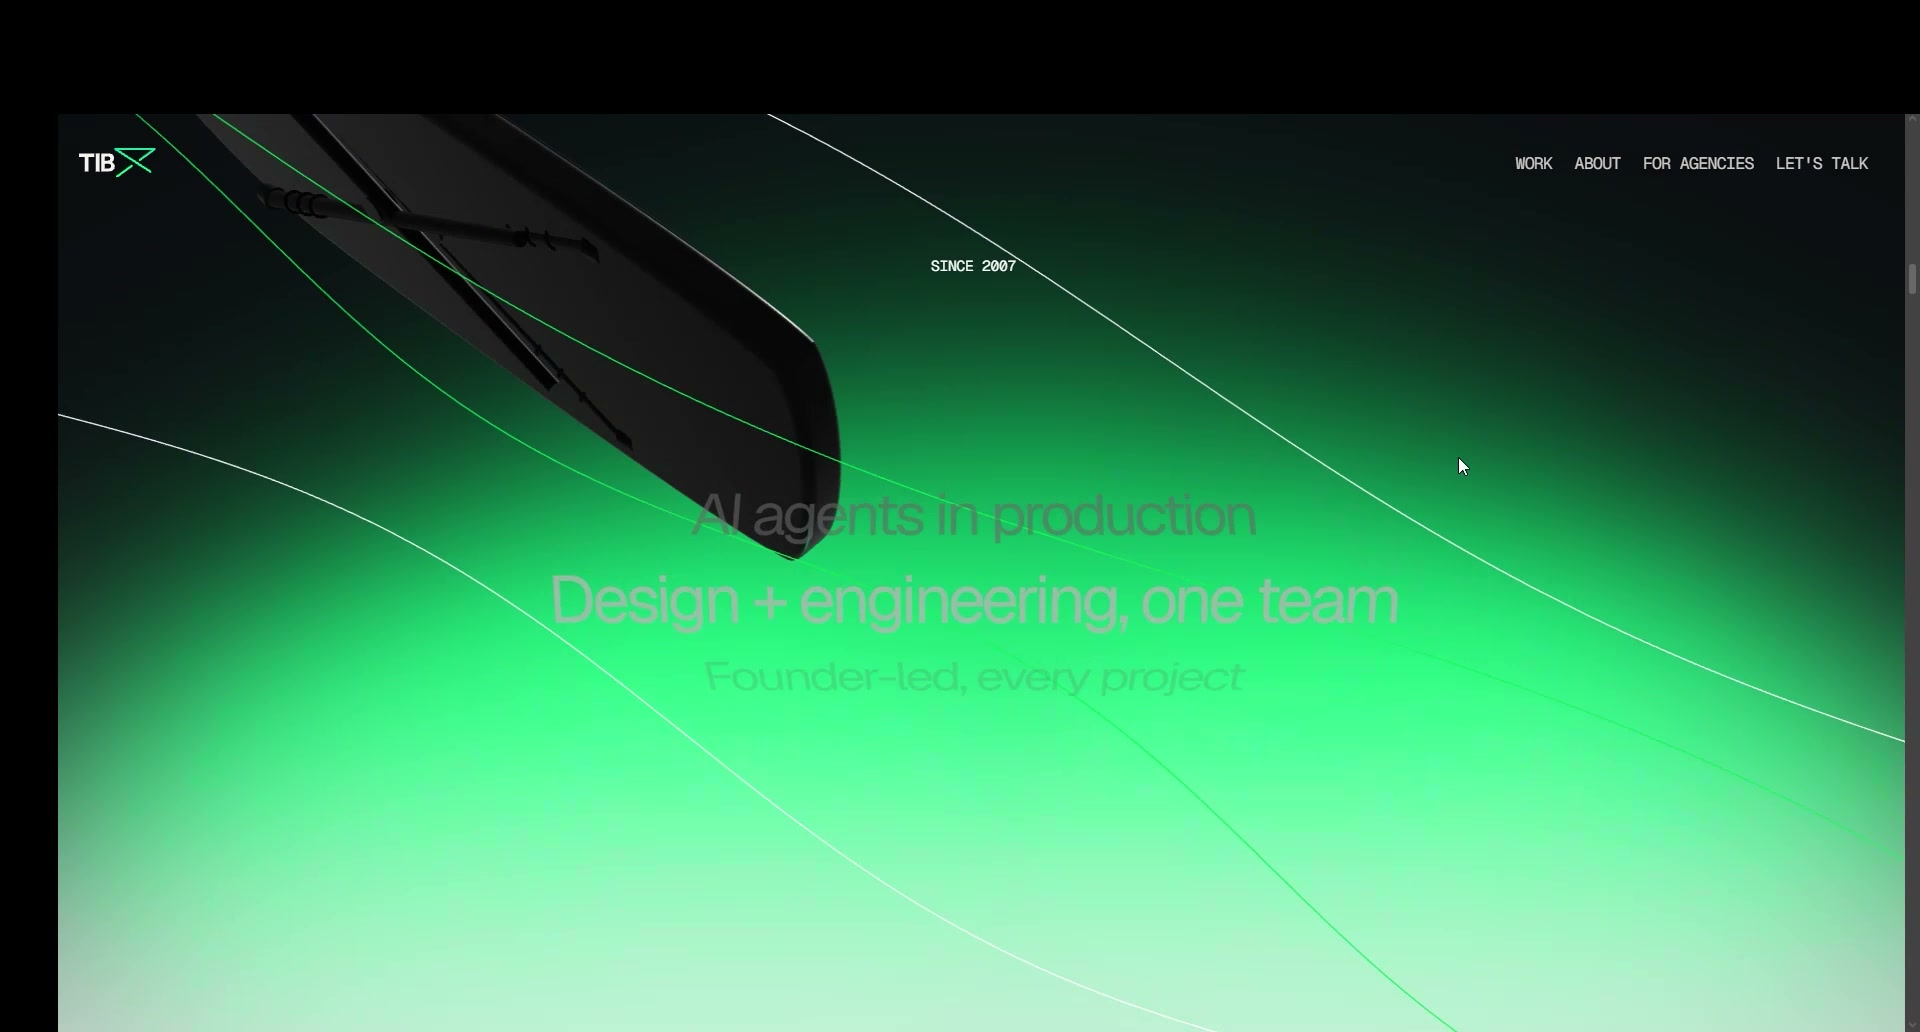 TIB
WORK ABOUT FOR AGENCIES LET'S TALK
SINCE 2007
AI agents in production
Design + engineering, one team
Founder-led, every project